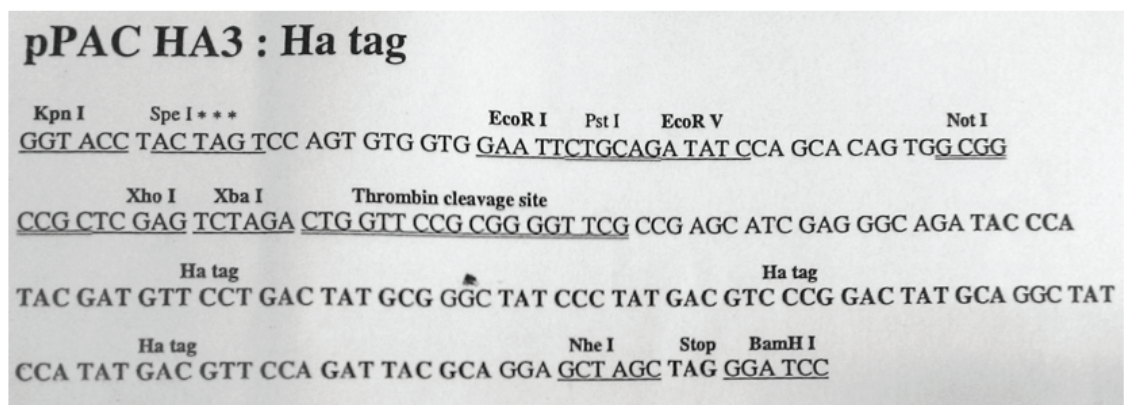 pPAC HA3 : Ha tag
Kpn I Spe I * * * EcoR I Pst I EcoR V Not I
GGT ACC TACTAG TCC AGT GTG GTG GAA TTCTGCAGA TATC CCA GCA CAG TGG CGG
Xho I Xba I Thrombin cleavage site
CCG CTC GAG TCTAGA CTG GTT CCG CGG GGT TCG CCG AGC ATC GAG GGC AGA TAC CCA
Ha tag Ha tag
TAC GAT GTT CCT GAC TAT GCG GGC TAT CCC TAT GAC GTC CCG GAC TAT GCA GGC TAT
Ha tag Nhe I Stop BamH I
CCA TAT GAC GTT CCA GAT TAC GCA GGA GCT AGC TAG GGA TCC